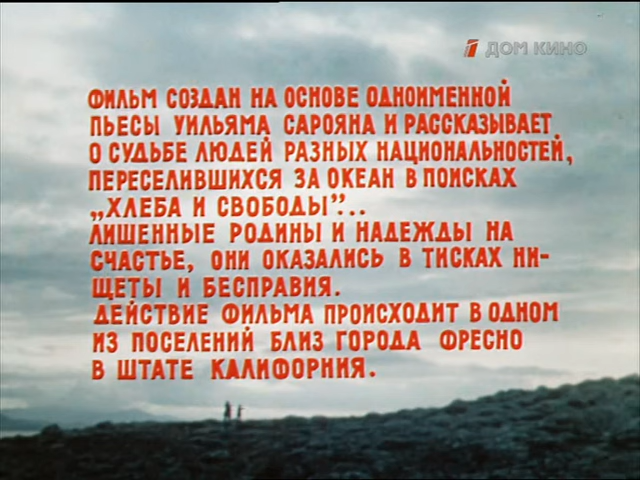 ДОМ КИНО
ФИЛЬМ СОЗДАН НА ОСНОВЕ ОДНОИМЕННОЙ
ПЬЕСЫ УИЛЬЯМА САРОЯНА И РАССКАЗЫВАЕТ
О СУДЬБЕ ЛЮДЕЙ РАЗНЫХ НАЦИОНАЛЬНОСТЕЙ,
ПЕРЕСЕЛИВШИХСЯ ЗА ОКЕАН В ПОИСКАХ
„ХЛЕБА И СВОБОДЫ"...
ЛИШЕННЫЕ РОДИНЫ И НАДЕЖДЫ НА
СЧАСТЬЕ, ОНИ ОКАЗАЛИСЬ В ТИСКАХ НИ-
ЩЕТЫ И БЕСПРАВИЯ.
ДЕЙСТВИЕ ФИЛЬМА ПРОИСХОДИТ В ОДНОМ
ИЗ ПОСЕЛЕНИЙ БЛИЗ ГОРОДА ФРЕСНО
В ШТАТЕ КАЛИФОРНИЯ.